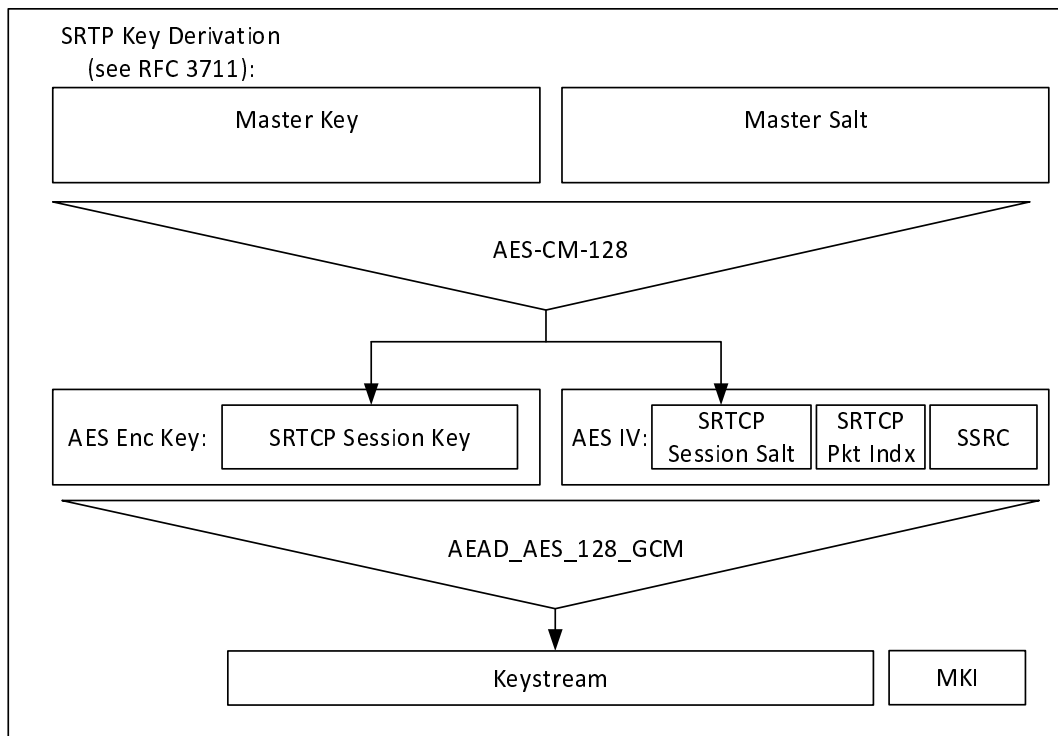 SRTP Key Derivation
(see RFC 3711):
Master Key
Master Salt
AES-CM-128
AES Enc Key:
SRTCP Session Key
AES IV:
SRTCP
Session Salt
SRTCP
Pkt Indx
SSRC
AEAD_AES_128_GCM
Keystream
MKI